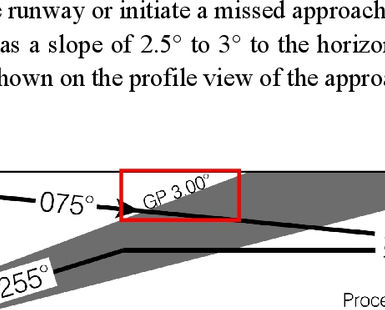 e runway or initiate a missed approach
as a slope of 2.5° to 3° to the horizon
hown on the profile view of the approa
GP 3.00°
075°
255°
Proce